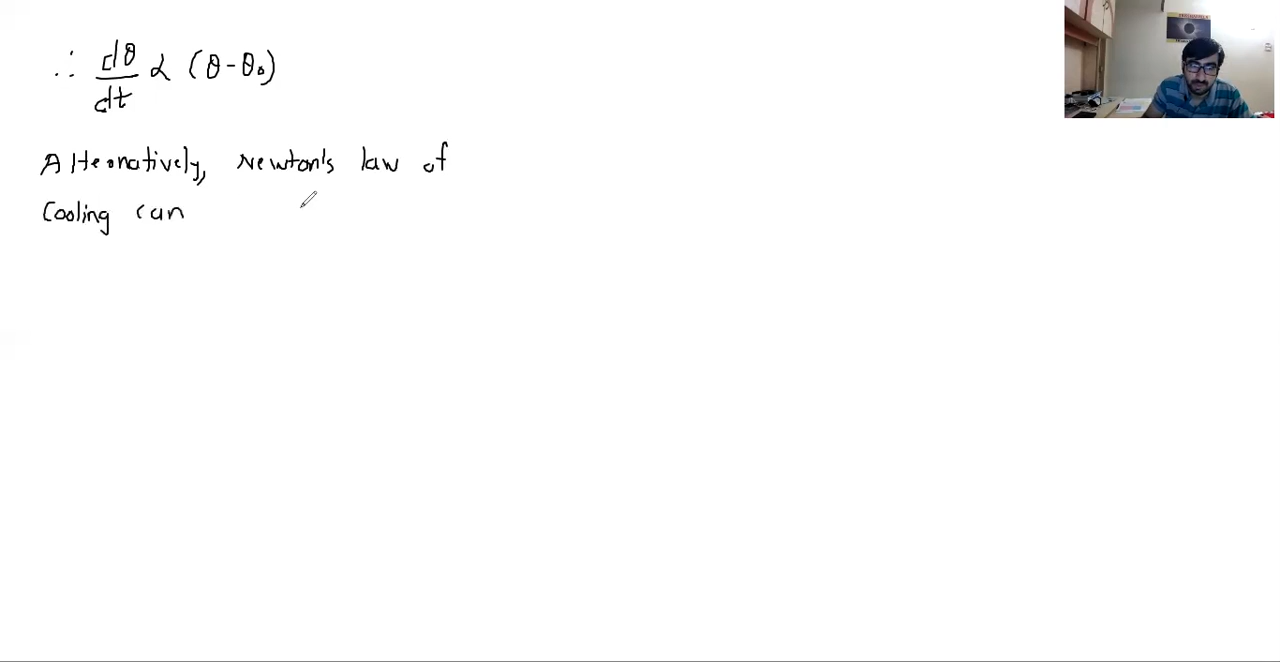 ∴ dθ/dt α (θ-θ₀)
Alternatively, Newton's law of
Cooling can